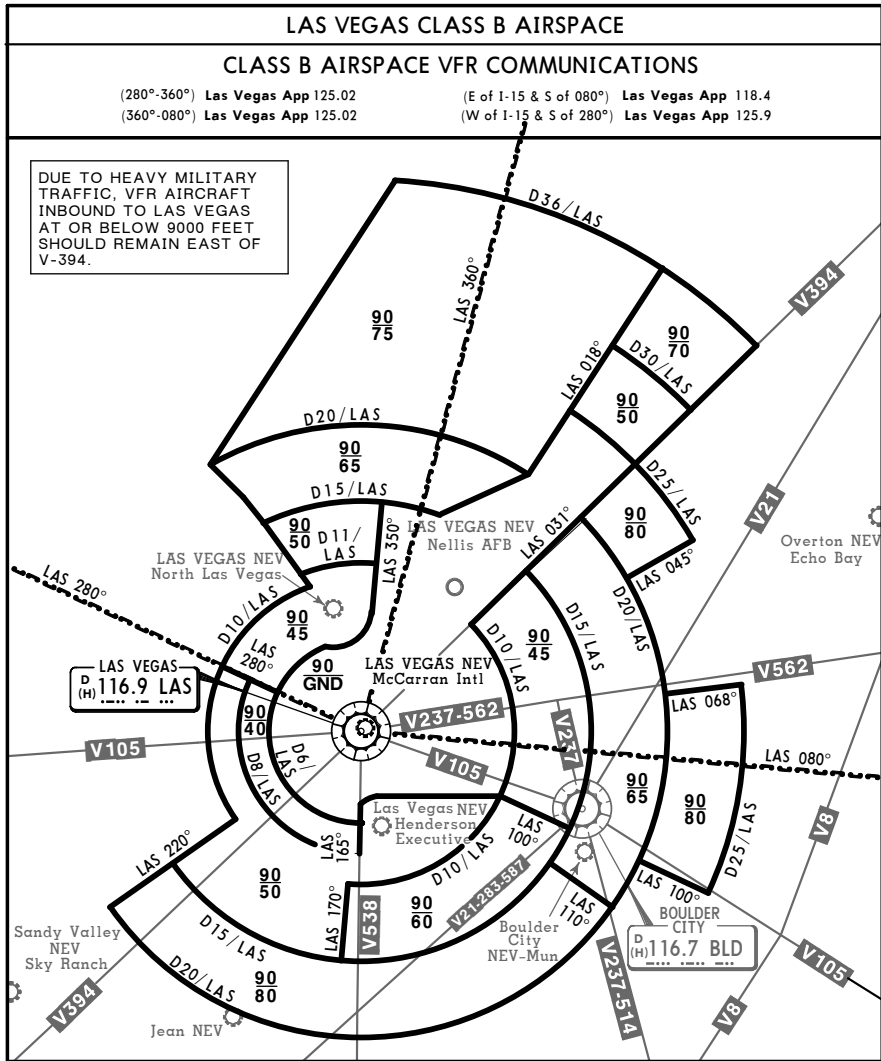 LAS VEGAS CLASS B AIRSPACE
CLASS B AIRSPACE VFR COMMUNICATIONS
(280°-360°) Las Vegas App 125.02
(E of I-15 & S of 080°) Las Vegas App 118.4
(360°-080°) Las Vegas App 125.02
(W of I-15 & S of 280°) Las Vegas App 125.9
DUE TO HEAVY MILITARY
TRAFFIC, VFR AIRCRAFT
INBOUND TO LAS VEGAS
AT OR BELOW 9000 FEET
SHOULD REMAIN EAST OF
V-394.
D36/LAS
LAS 360°
V394
90
75
90
70
D30/LAS
LAS 018°
90
50
D20/LAS
90
65
D25/LAS
V21
D15/LAS
90
50
D11/
LAS
LAS 350°
LAS VEGAS NEV
Nellis AFB
LAS 031°
90
80
Overton NEV
Echo Bay
LAS VEGAS NEV
North Las Vegas
LAS 280°
LAS 045°
D10/LAS
90
45
D20/LAS
D15/LAS
90
45
D10/LAS
LAS
280°
90
GND
LAS VEGAS NEV
McCarran Intl
V562
LAS VEGAS
D
(H) 116.9 LAS
LAS 068°
V237-562
90
40
V237
V105
D6/
LAS
V105
LAS 080°
D8/LAS
90
65
90
80
V8
Las Vegas NEV
Henderson
Executive
LAS
100°
LAS
165°
LAS 220°
D10/LAS
D25/LAS
LAS 100°
90
50
LAS 170°
V538
90
60
V21-283-587
LAS
110°
BOULDER
CITY
D
(H) 116.7 BLD
Boulder
City
NEV-Mun
Sandy Valley
NEV
Sky Ranch
D15/LAS
D20/LAS
90
80
V394
V237-514
V105
V8
Jean NEV